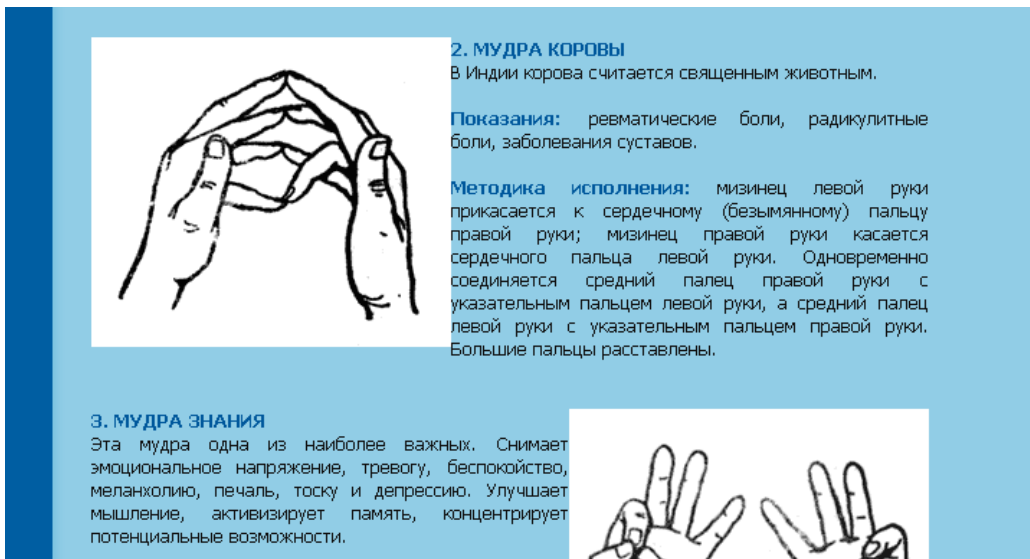 2. МУДРА КОРОВЫ
В Индии корова считается священным животным.
Показания: ревматические боли, радикулитные
боли, заболевания суставов.
Методика исполнения: мизинец левой руки
прикасается к сердечному (безымянному) пальцу
правой руки; мизинец правой руки касается
сердечного пальца левой руки. Одновременно
соединяется средний палец правой руки с
указательным пальцем левой руки, а средний палец
левой руки с указательным пальцем правой руки.
Большие пальцы расставлены.
3. МУДРА ЗНАНИЯ
Эта мудра одна из наиболее важных. Снимает
эмоциональное напряжение, тревогу, беспокойство,
меланхолию, печаль, тоску и депрессию. Улучшает
мышление, активизирует память, концентрирует
потенциальные возможности.